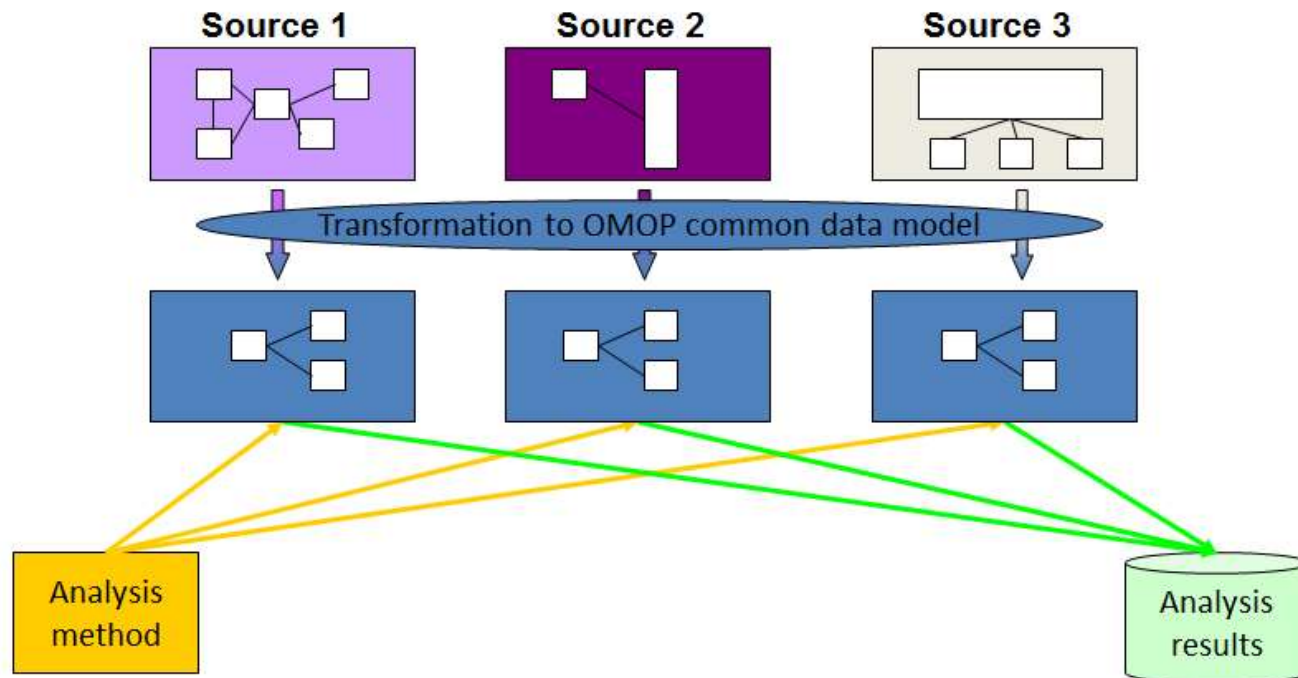 Source 1
Source 2
Source 3
Transformation to OMOP common data model
Analysis
method
Analysis
results